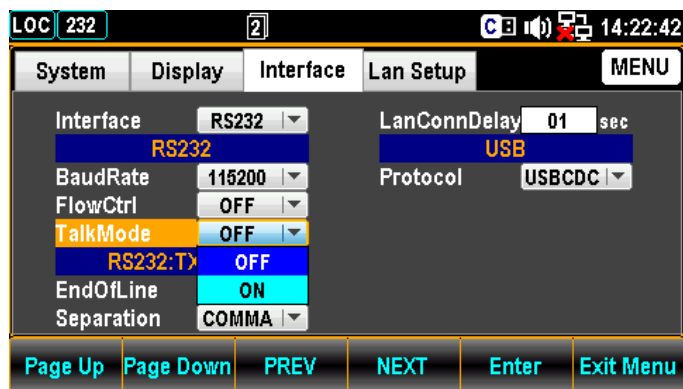 LOC 232 2 C 14:22:42
System Display Interface Lan Setup MENU
Interface RS232
RS232
BaudRate 115200
FlowCtrl OFF
TalkMode OFF
OFF
ON
RS232:TX
EndOfLine
Separation COMMA
LanConnDelay 01 sec
USB
Protocol USBCDC
Page Up Page Down PREV NEXT Enter Exit Menu